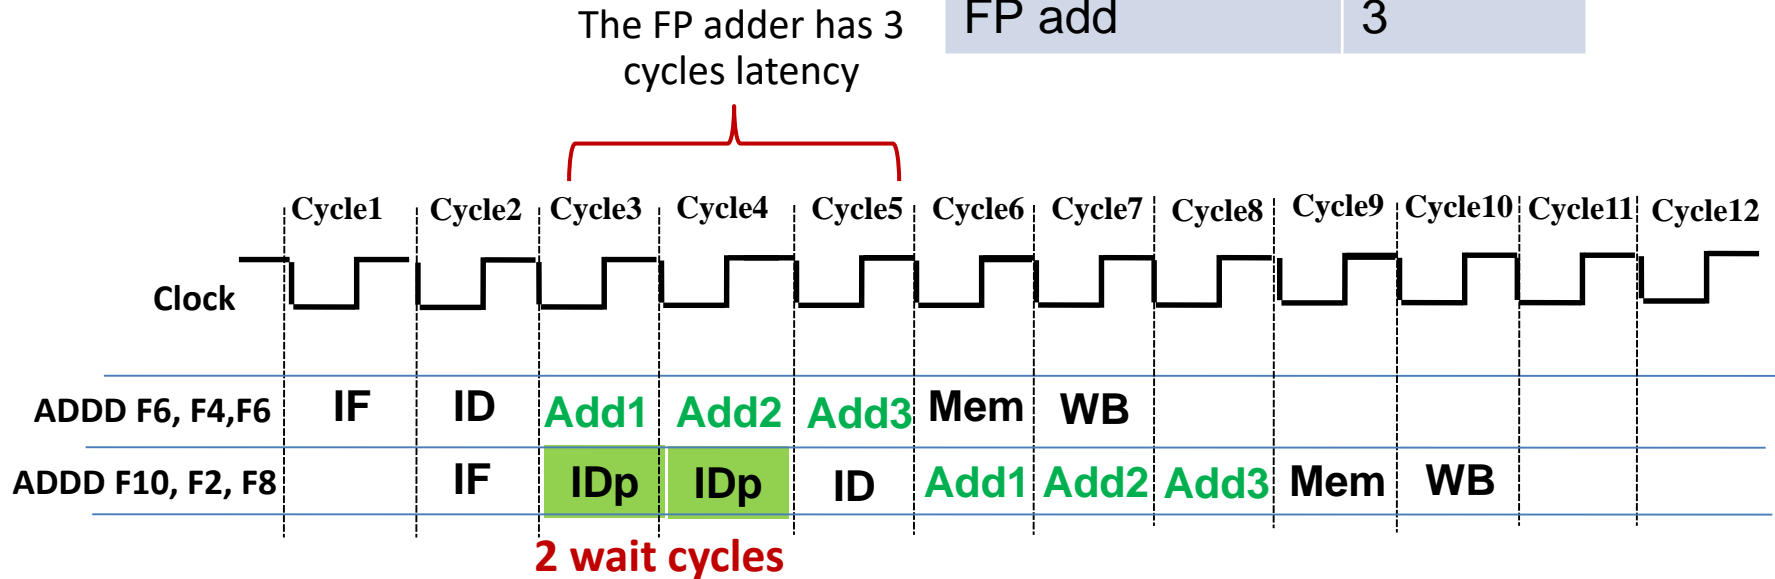 The FP adder has 3
cycles latency
FP add 3
Cycle1 Cycle2 Cycle3 Cycle4 Cycle5 Cycle6 Cycle7 Cycle8 Cycle9 Cycle10 Cycle11 Cycle12
Clock
ADDD F6, F4,F6 IF ID Add1 Add2 Add3 Mem WB
ADDD F10, F2, F8 IF IDp IDp ID Add1 Add2 Add3 Mem WB
2 wait cycles